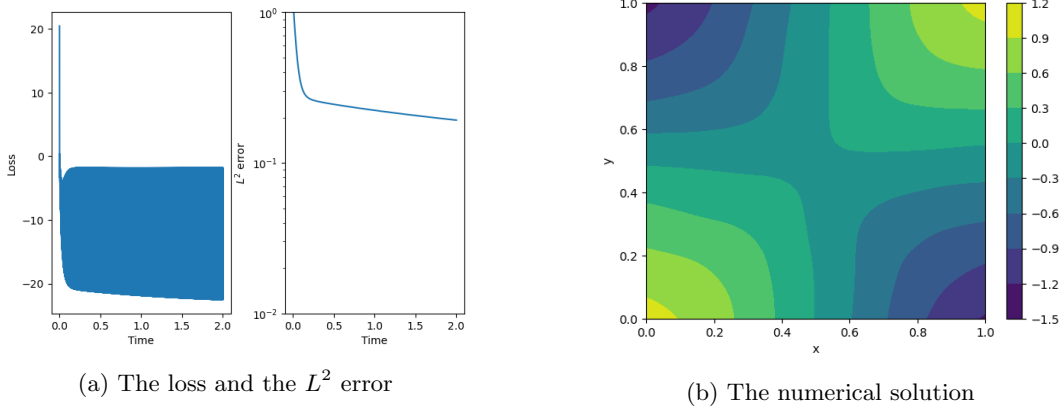 20
10
0
−10
−20
Loss
0.0 0.5 1.0 1.5 2.0
Time
10⁰
10⁻¹
10⁻²
L² error
0.0 0.5 1.0 1.5 2.0
Time
(a) The loss and the L² error
1.0
0.8
0.6
0.4
0.2
0.0
y
0.0 0.2 0.4 0.6 0.8 1.0
x
1.2
0.9
0.6
0.3
0.0
−0.3
−0.6
−0.9
−1.2
−1.5
(b) The numerical solution